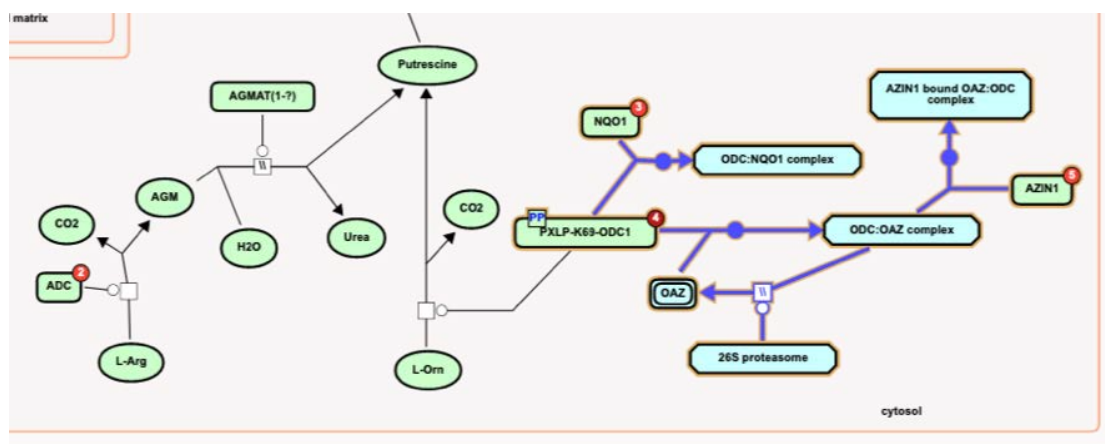 matrix
Putrescine
AGMAT(1-?)
AZIN1 bound OAZ:ODC
complex
3
NQO1
\\
ODC:NQO1 complex
5
AZIN1
AGM
CO2
CO2
PP
4
PXLP-K69-ODC1
ODC:OAZ complex
H2O
Urea
2
ADC
OAZ
\\
L-Arg
L-Orn
26S proteasome
cytosol